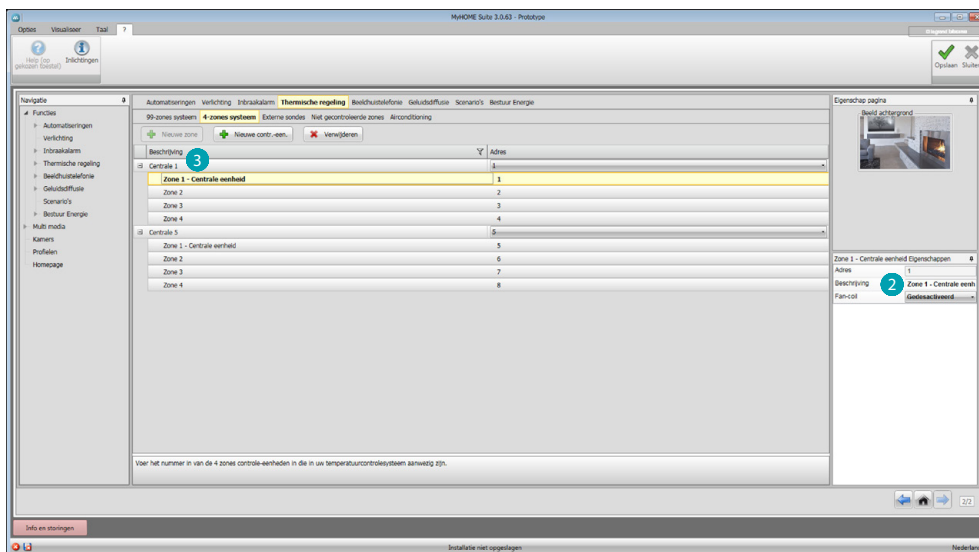 MyHOME Suite 3.0.63 - Prototype
Opties Visualiseer Taal ?
Help (op gekozen toestel)
Inlichtingen
Opslaan Sluiten
Navigatie
Functies
Automatiseringen
Verlichting
Inbraakalarm
Thermische regeling
Beeldhuistelefonie
Geluidsdiffusie
Scenario's
Bestuur Energie
Multi media
Kamers
Profielen
Homepage
Automatiseringen Verlichting Inbraakalarm Thermische regeling Beeldhuistelefonie Geluidsdiffusie Scenario's Bestuur Energie
99-zones systeem 4-zones systeem Externe sondes Niet gecontroleerde zones Airconditioning
Nieuwe zone Nieuwe contr.-een. Verwijderen
Beschrijving Adres
3
Centrale 1 1
Zone 1 - Centrale eenheid 1
Zone 2 2
Zone 3 3
Zone 4 4
Centrale 5 5
Zone 1 - Centrale eenheid 5
Zone 2 6
Zone 3 7
Zone 4 8
Voer het nummer in van de 4 zones controle-eenheden in die in uw temperatuurcontrolesysteem aanwezig zijn.
Eigenschap pagina
Beeld achtergrond
Zone 1 - Centrale eenheid Eigenschappen
Adres 1
Beschrijving 2 Zone 1 - Centrale eenh
Fan-coil Gedesactiveerd
2/2
Info en storingen
Installatie niet opgeslagen
Nederlan